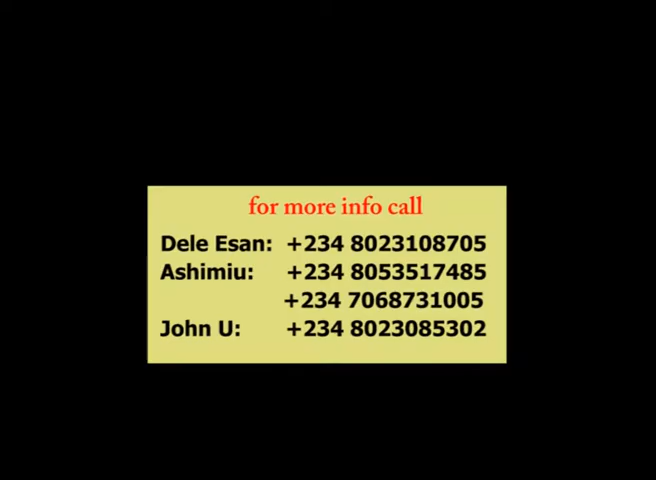 for more info call
Dele Esan: +234 8023108705
Ashimiu: +234 8053517485
+234 7068731005
John U: +234 8023085302